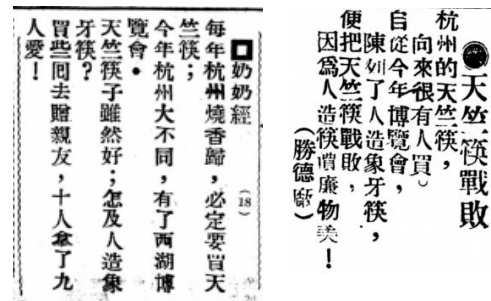 ●天竺筷戰敗
杭州的天竺筷，
向來很有人買。
自從今年博覽會，
陳列了人造象牙筷，
便把天竺筷戰敗，
因爲人造筷價廉物美！
（勝德廠）
奶奶經（18）
每年杭州燒香歸，必定要買天
竺筷；
今年杭州大不同，有了西湖博
覽會．
天竺筷子雖然好；怎及人造象
牙筷？
買些囘去贈親友，十人拿了九
人愛！